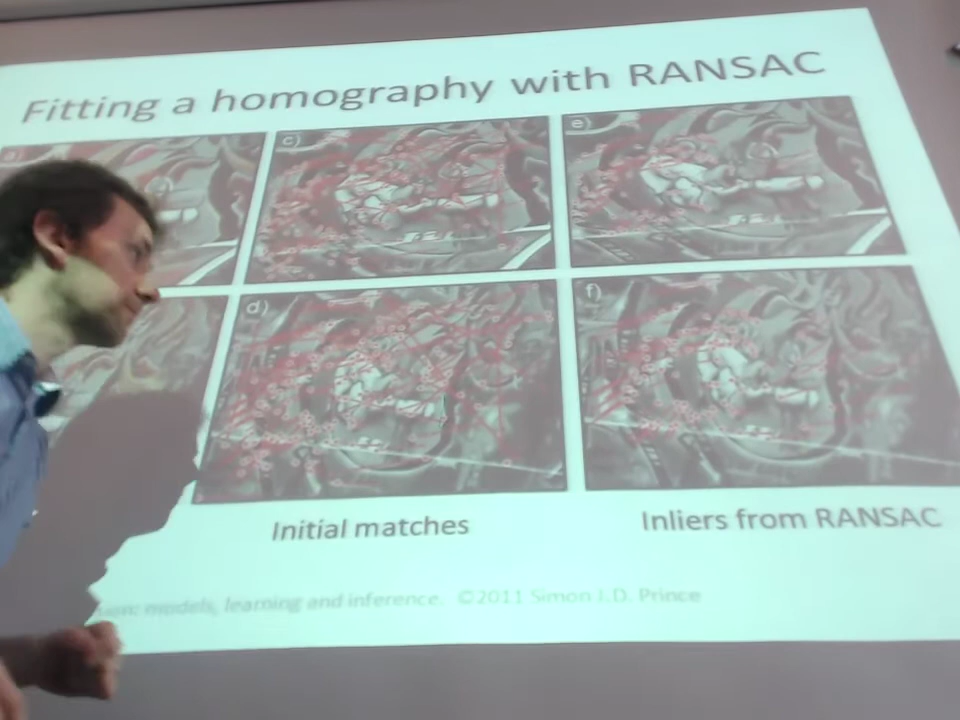 Fitting a homography with RANSAC
c)
e)
d)
f)
Initial matches
Inliers from RANSAC
models, learning and inference. ©2011 Simon J.D. Prince